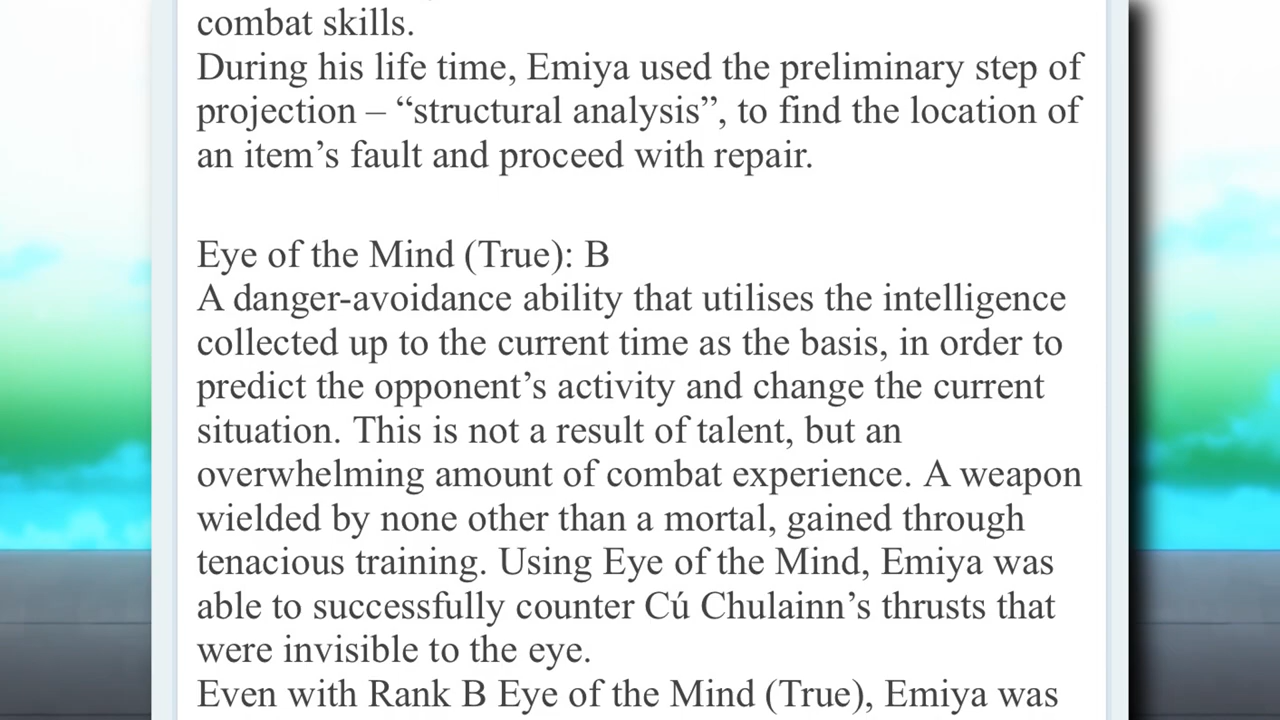 combat skills.
During his life time, Emiya used the preliminary step of
projection – “structural analysis”, to find the location of
an item’s fault and proceed with repair.
Eye of the Mind (True): B
A danger-avoidance ability that utilises the intelligence
collected up to the current time as the basis, in order to
predict the opponent’s activity and change the current
situation. This is not a result of talent, but an
overwhelming amount of combat experience. A weapon
wielded by none other than a mortal, gained through
tenacious training. Using Eye of the Mind, Emiya was
able to successfully counter Cú Chulainn’s thrusts that
were invisible to the eye.
Even with Rank B Eye of the Mind (True), Emiya was